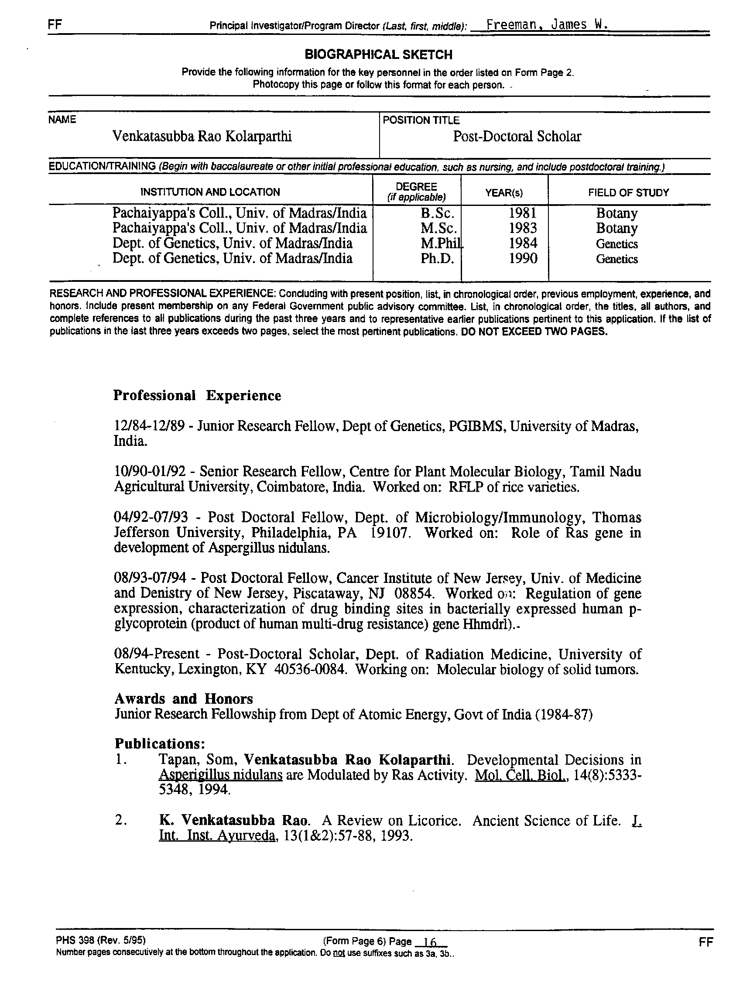 FF
Principal Investigator/Program Director (Last, first, middle): Freeman, James W.
BIOGRAPHICAL SKETCH
Provide the following information for the key personnel in the order listed on Form Page 2.
Photocopy this page or follow this format for each person.
NAME
Venkatasubba Rao Kolarparthi
POSITION TITLE
Post-Doctoral Scholar
EDUCATION/TRAINING (Begin with baccalaureate or other initial professional education, such as nursing, and include postdoctoral training.)
INSTITUTION AND LOCATION DEGREE (if applicable) YEAR(s) FIELD OF STUDY
Pachaiyappa's Coll., Univ. of Madras/India B.Sc. 1981 Botany
Pachaiyappa's Coll., Univ. of Madras/India M.Sc. 1983 Botany
Dept. of Genetics, Univ. of Madras/India M.Phil 1984 Genetics
Dept. of Genetics, Univ. of Madras/India Ph.D. 1990 Genetics
RESEARCH AND PROFESSIONAL EXPERIENCE: Concluding with present position, list, in chronological order, previous employment, experience, and
honors. Include present membership on any Federal Government public advisory committee. List, in chronological order, the titles, all authors, and
complete references to all publications during the past three years and to representative earlier publications pertinent to this application. If the list of
publications in the last three years exceeds two pages, select the most pertinent publications. DO NOT EXCEED TWO PAGES.
Professional Experience
12/84-12/89 - Junior Research Fellow, Dept of Genetics, PGIBMS, University of Madras,
India.
10/90-01/92 - Senior Research Fellow, Centre for Plant Molecular Biology, Tamil Nadu
Agricultural University, Coimbatore, India. Worked on: RFLP of rice varieties.
04/92-07/93 - Post Doctoral Fellow, Dept. of Microbiology/Immunology, Thomas
Jefferson University, Philadelphia, PA 19107. Worked on: Role of Ras gene in
development of Aspergillus nidulans.
08/93-07/94 - Post Doctoral Fellow, Cancer Institute of New Jersey, Univ. of Medicine
and Denistry of New Jersey, Piscataway, NJ 08854. Worked on: Regulation of gene
expression, characterization of drug binding sites in bacterially expressed human p-
glycoprotein (product of human multi-drug resistance) gene Hhmdrl).
08/94-Present - Post-Doctoral Scholar, Dept. of Radiation Medicine, University of
Kentucky, Lexington, KY 40536-0084. Working on: Molecular biology of solid tumors.
Awards and Honors
Junior Research Fellowship from Dept of Atomic Energy, Govt of India (1984-87)
Publications:
1. Tapan, Som, Venkatasubba Rao Kolaparthi. Developmental Decisions in
Asperigillus nidulans are Modulated by Ras Activity. Mol. Cell. Biol., 14(8):5333-
5348, 1994.
2. K. Venkatasubba Rao. A Review on Licorice. Ancient Science of Life. J.
Int. Inst. Ayurveda, 13(1&2):57-88, 1993.
PHS 398 (Rev. 5/95) (Form Page 6) Page 16 FF
Number pages consecutively at the bottom throughout the application. Do not use suffixes such as 3a, 3b..